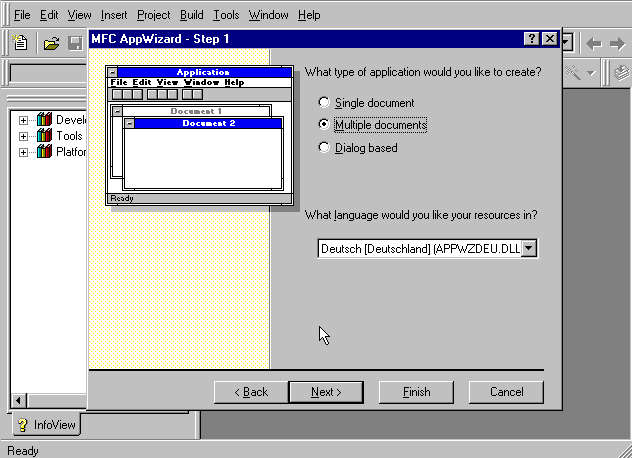 File Edit View Insert Project Build Tools Window Help
MFC AppWizard - Step 1
Application
File Edit View Window Help
Document 1
Document 2
Ready
What type of application would you like to create?
Single document
Multiple documents
Dialog based
What language would you like your resources in?
Deutsch [Deutschland] (APPWZDEU.DLL
Develo
Tools
Platfor
< Back Next > Finish Cancel
InfoView
Ready